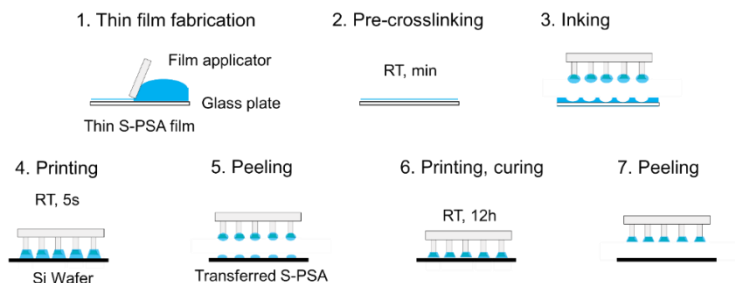 1. Thin film fabrication
Film applicator
Glass plate
Thin S-PSA film
2. Pre-crosslinking
RT, min
3. Inking
4. Printing
RT, 5s
Si Wafer
5. Peeling
Transferred S-PSA
6. Printing, curing
RT, 12h
7. Peeling